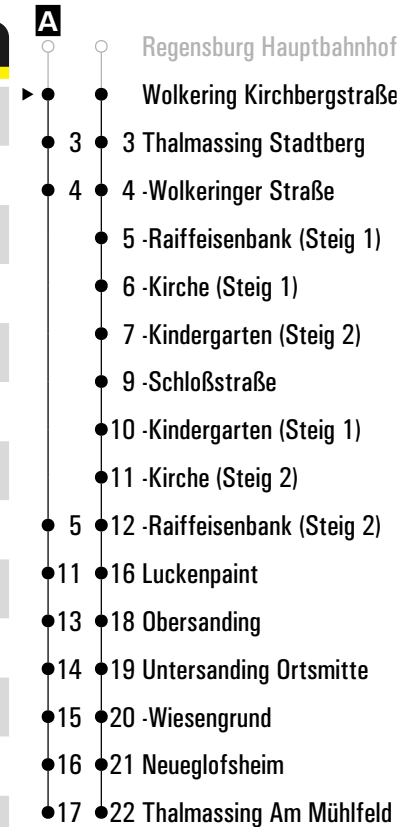 A
Regensburg Hauptbahnhof
Wolkering Kirchbergstraße
3 3 Thalmassing Stadtberg
4 4 -Wolkeringer Straße
5 -Raiffeisenbank (Steig 1)
6 -Kirche (Steig 1)
7 -Kindergarten (Steig 2)
9 -Schloßstraße
10 -Kindergarten (Steig 1)
11 -Kirche (Steig 2)
5 12 -Raiffeisenbank (Steig 2)
11 16 Luckenpaint
13 18 Obersanding
14 19 Untersanding Ortsmitte
15 20 -Wiesengrund
16 21 Neueglofsheim
17 22 Thalmassing Am Mühlfeld